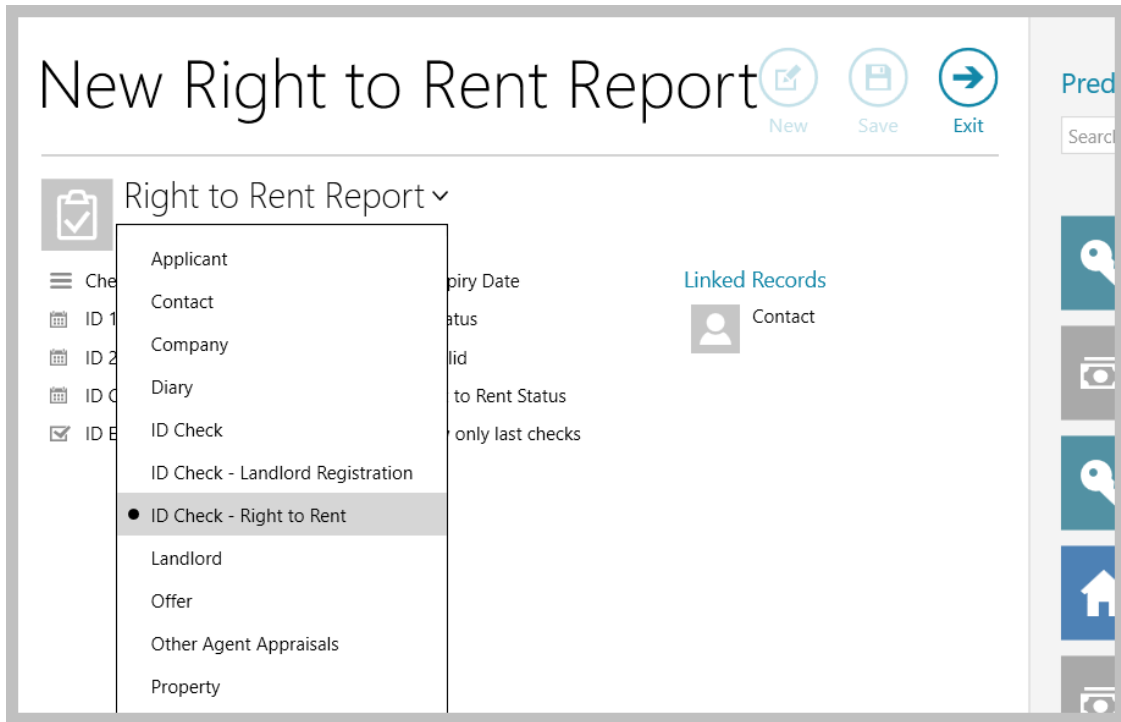 New Right to Rent Report
New
Save
Exit
Pred
Search
Right to Rent Report
Applicant
Contact
Company
Diary
ID Check
ID Check - Landlord Registration
ID Check - Right to Rent
Landlord
Offer
Other Agent Appraisals
Property
Che
ID 1
ID 2
ID
ID E
piry Date
atus
lid
to Rent Status
only last checks
Linked Records
Contact